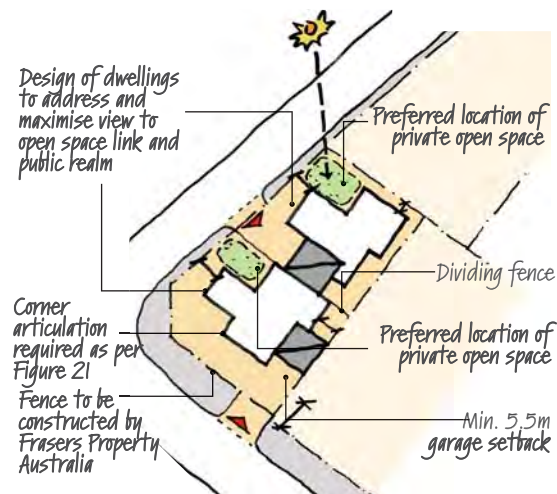 Design of dwellings
to address and
maximise view to
open space link and
public realm
Preferred location of
private open space
Dividing fence
Corner
articulation
required as per
Figure 21
Preferred location of
private open space
Fence to be
constructed by
Frasers Property
Australia
Min. 5.5m
garage setback